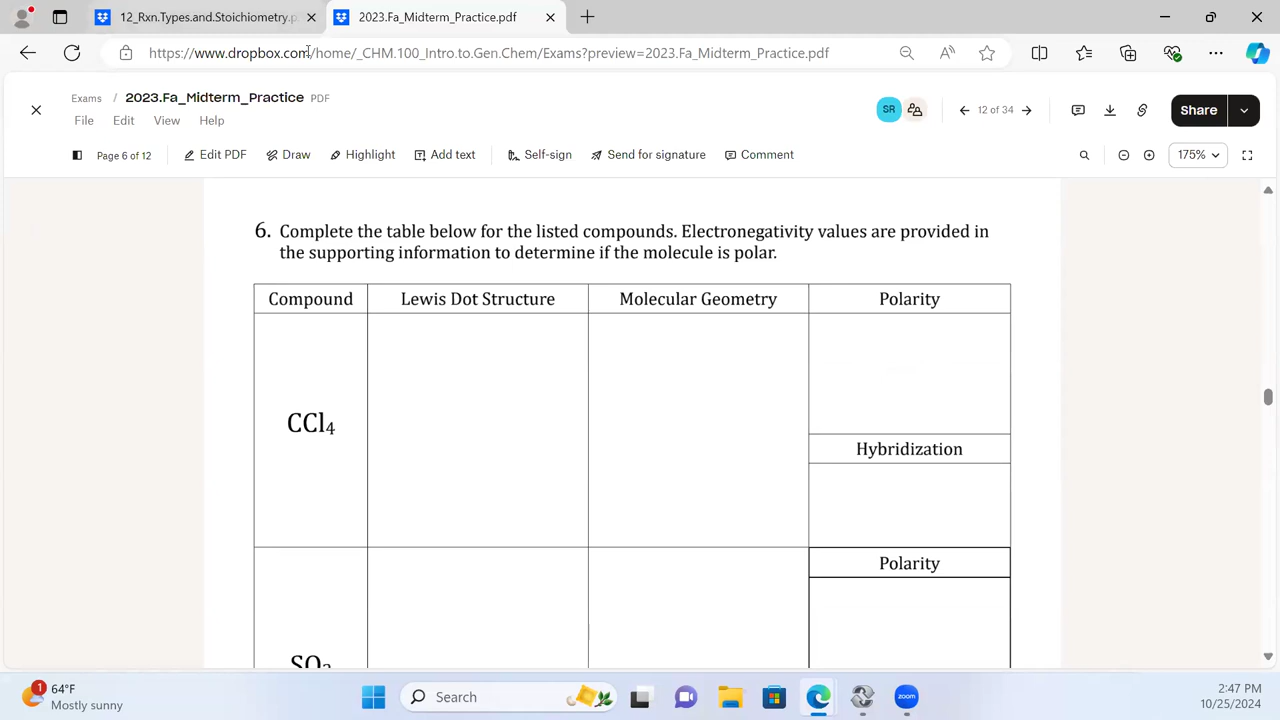 12_Rxn.Types.and.Stoichiometry.p
2023.Fa_Midterm_Practice.pdf
https://www.dropbox.com/home/_CHM.100_Intro.to.Gen.Chem/Exams?preview=2023.Fa_Midterm_Practice.pdf
Exams / 2023.Fa_Midterm_Practice PDF
File Edit View Help
SR
12 of 34
Share
Page 6 of 12
Edit PDF
Draw
Highlight
Add text
Self-sign
Send for signature
Comment
175%
6. Complete the table below for the listed compounds. Electronegativity values are provided in
the supporting information to determine if the molecule is polar.
Compound Lewis Dot Structure Molecular Geometry Polarity
CCl₄
Hybridization
Polarity
1
64°F
Mostly sunny
Search
zoom
2:47 PM
10/25/2024